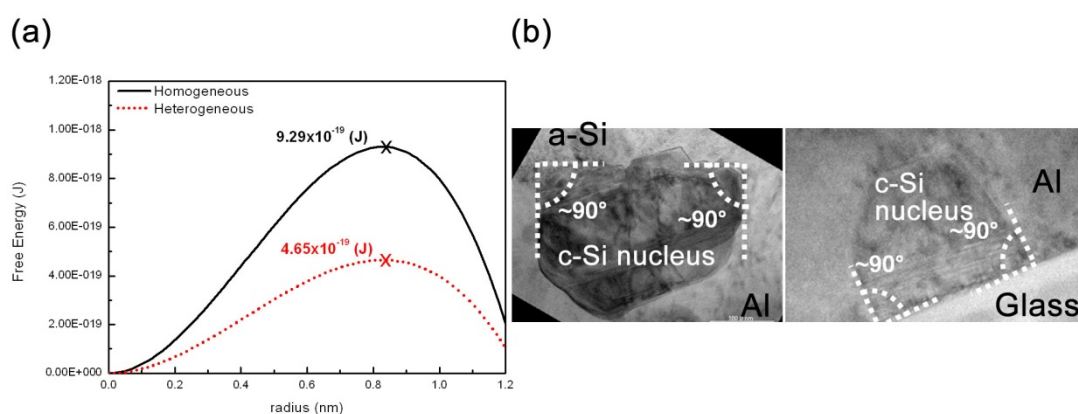 (a)
(b)
1.20E-018
1.00E-018
8.00E-019
6.00E-019
4.00E-019
2.00E-019
0.00E+000
Free Energy (J)
Homogeneous
Heterogeneous
9.29x10⁻¹⁹ (J)
4.65x10⁻¹⁹ (J)
0.0 0.2 0.4 0.6 0.8 1.0 1.2
radius (nm)
a-Si
~90° ~90°
c-Si nucleus
Al
c-Si
nucleus
Al
~90°
~90°
Glass